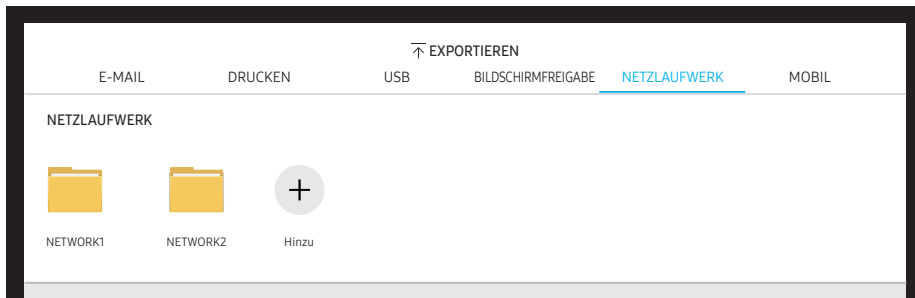 EXPORTIEREN
E-MAIL DRUCKEN USB BILDSCHIRMFREIGABE NETZLAUFWERK MOBIL
NETZLAUFWERK
NETWORK1 NETWORK2 Hinzu